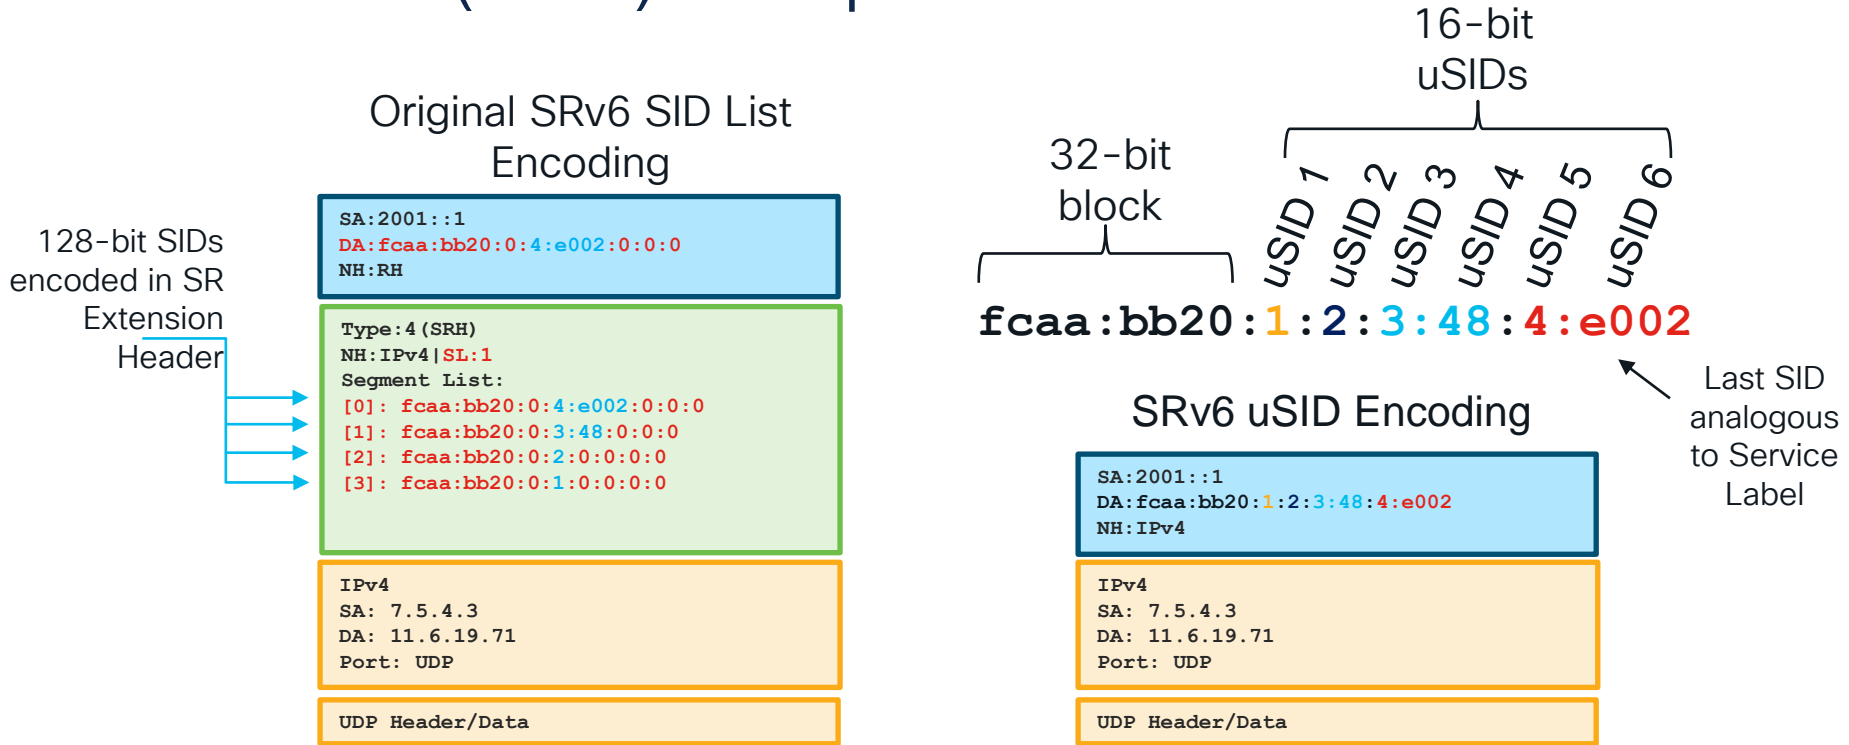 Original SRv6 SID List
Encoding
128-bit SIDs
encoded in SR
Extension
Header
SA:2001::1
DA:fcaa:bb20:0:4:e002:0:0:0
NH:RH
Type:4(SRH)
NH:IPv4|SL:1
Segment List:
[0]: fcaa:bb20:0:4:e002:0:0:0
[1]: fcaa:bb20:0:3:48:0:0:0
[2]: fcaa:bb20:0:2:0:0:0:0
[3]: fcaa:bb20:0:1:0:0:0:0
IPv4
SA: 7.5.4.3
DA: 11.6.19.71
Port: UDP
UDP Header/Data
16-bit
uSIDs
32-bit
block
uSID 1
uSID 2
uSID 3
uSID 4
uSID 5
uSID 6
fcaa:bb20:1:2:3:48:4:e002
Last SID
analogous
to Service
Label
SRv6 uSID Encoding
SA:2001::1
DA:fcaa:bb20:1:2:3:48:4:e002
NH:IPv4
IPv4
SA: 7.5.4.3
DA: 11.6.19.71
Port: UDP
UDP Header/Data